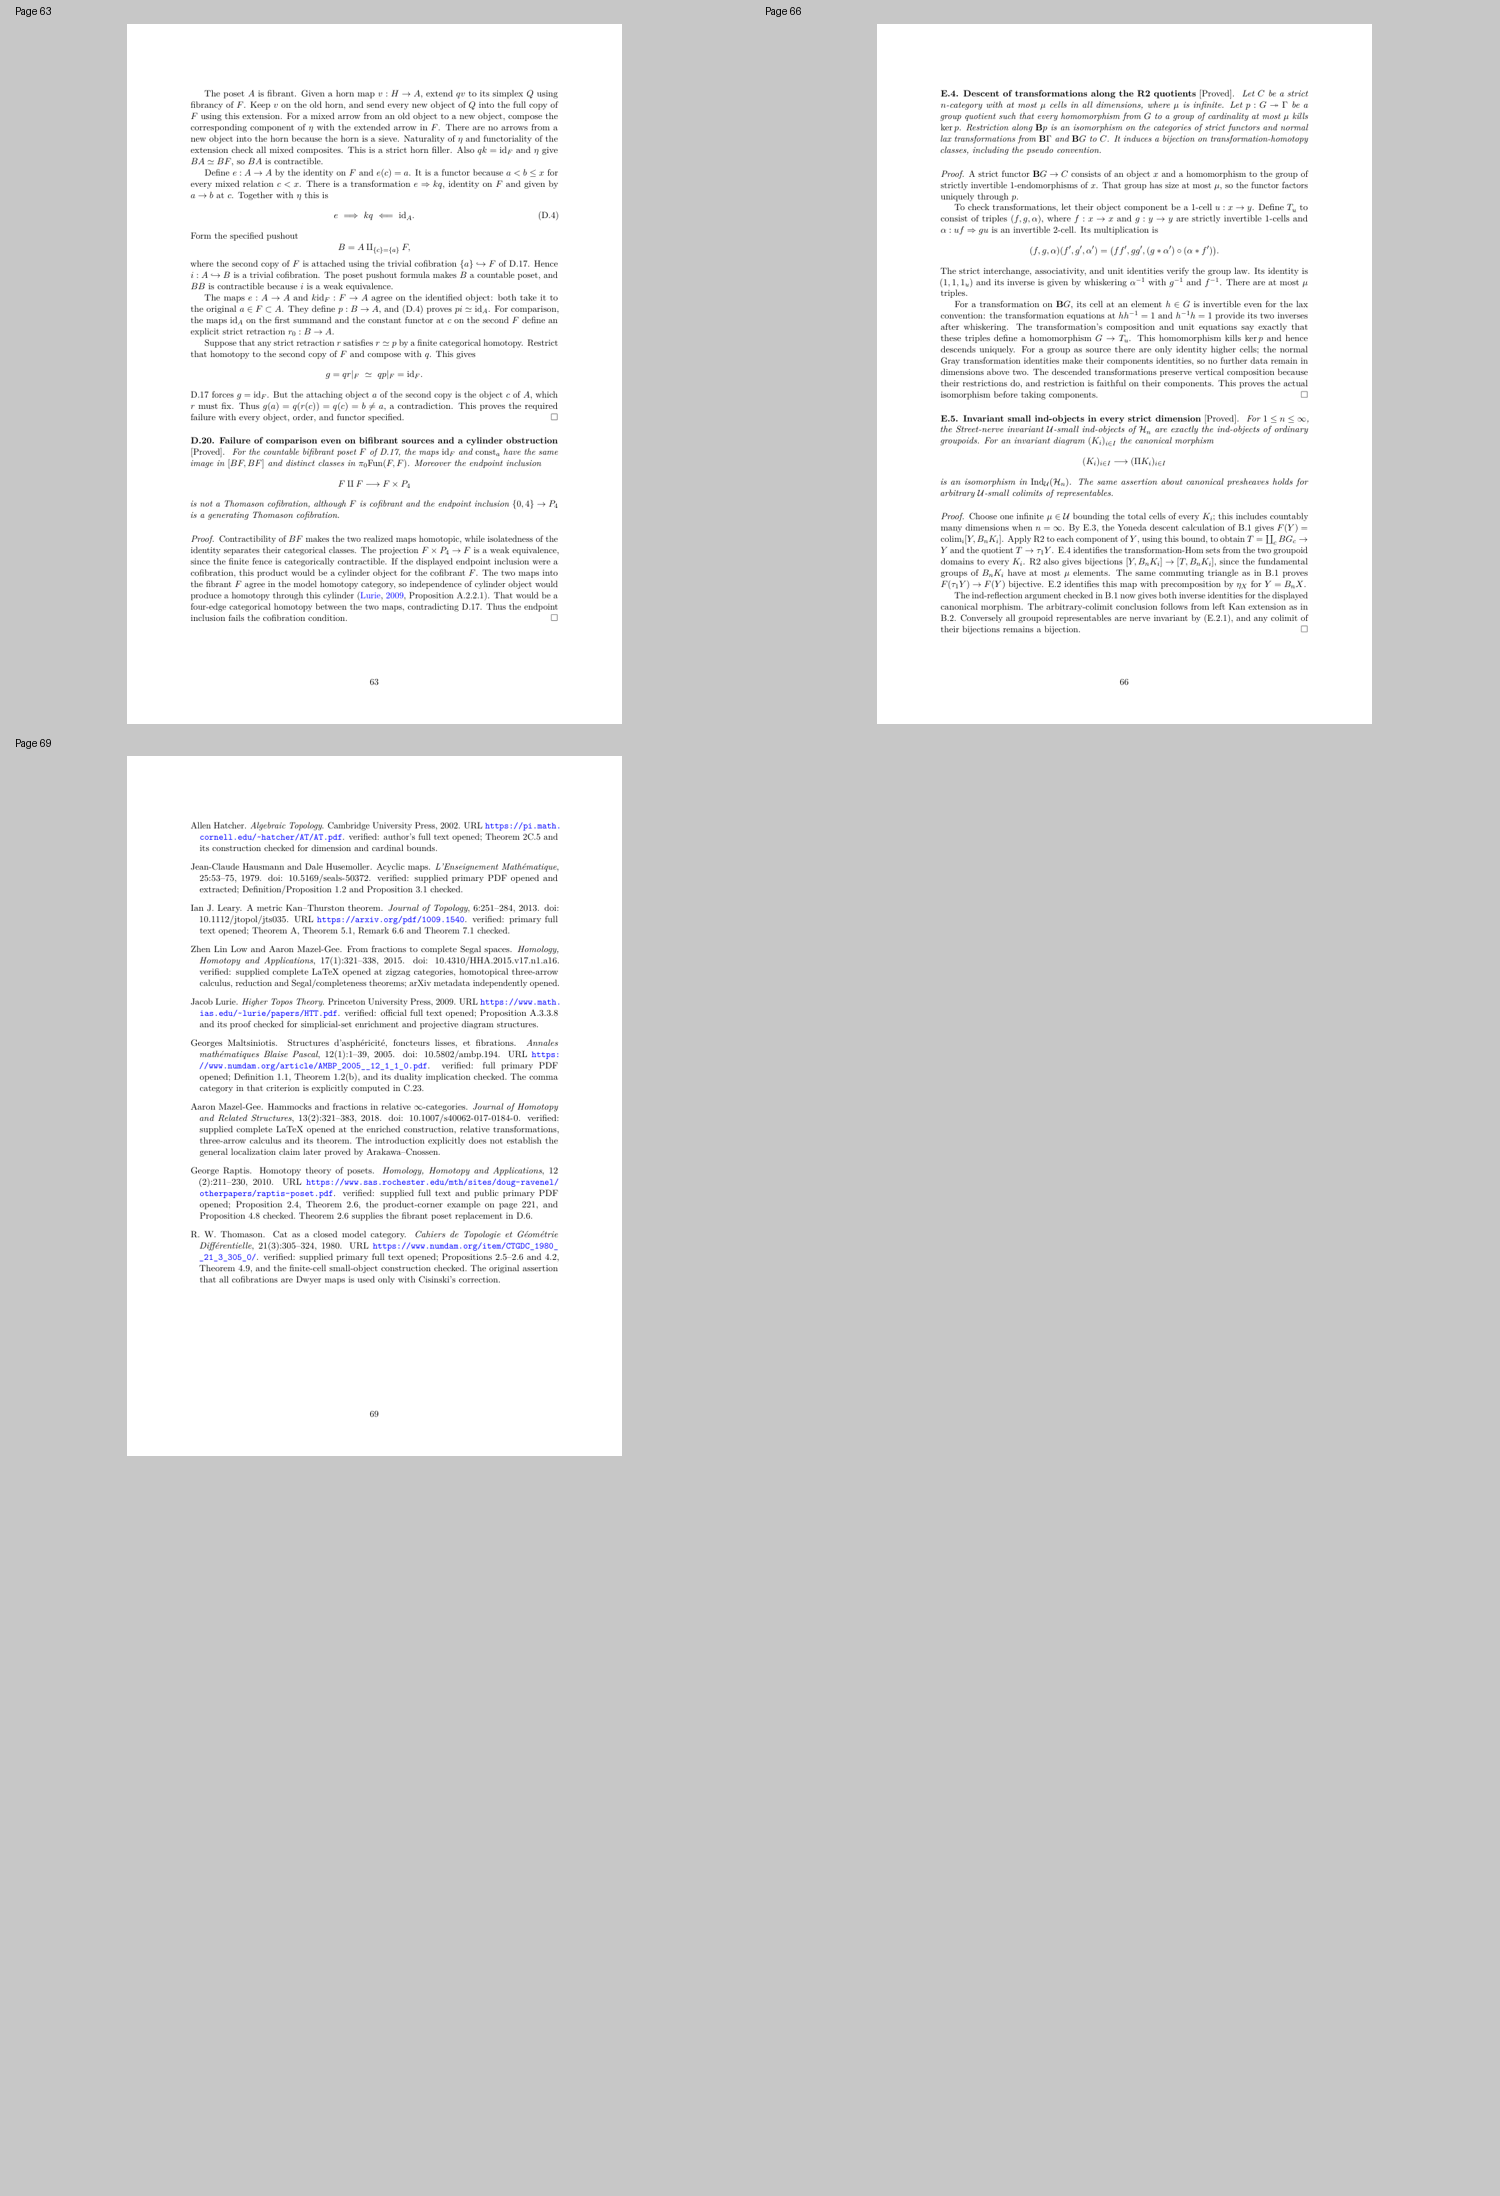 Page 63
The poset A is fibrant. Given a horn map v : H → A, extend qv to its simplex Q using
fibrancy of F. Keep v on the old horn, and send every new object of Q into the full copy of
F using this extension. For a mixed arrow from an old object to a new object, compose the
corresponding component of η with the extended arrow in F. There are no arrows from a
new object into the horn because the horn is a sieve. Naturality of η and functoriality of the
extension check all mixed composites. This is a strict horn filler. Also qk = id_F and η give
BA ≃ BF, so BA is contractible.
Define e : A → A by the identity on F and e(c) = a. It is a functor because a < b ≤ x for
every mixed relation c < x. There is a transformation e ⇒ kq, identity on F and given by
a → b at c. Together with η this is
e ⟹ kq ⟸ id_A. (D.4)
Form the specified pushout
B = A ⨿_{{c}={a}} F,
where the second copy of F is attached using the trivial cofibration {a} ↪ F of D.17. Hence
i : A ↪ B is a trivial cofibration. The poset pushout formula makes B a countable poset, and
BB is contractible because i is a weak equivalence.
The maps e : A → A and kid_F : F → A agree on the identified object: both take it to
the original a ∈ F ⊂ A. They define p : B → A, and (D.4) proves pi ≃ id_A. For comparison,
the maps id_A on the first summand and the constant functor at c on the second F define an
explicit strict retraction r₀ : B → A.
Suppose that any strict retraction r satisfies r ≃ p by a finite categorical homotopy. Restrict
that homotopy to the second copy of F and compose with q. This gives
g = qr|_F ≃ qp|_F = id_F.
D.17 forces g = id_F. But the attaching object a of the second copy is the object c of A, which
r must fix. Thus g(a) = q(r(c)) = q(c) = b ≠ a, a contradiction. This proves the required
failure with every object, order, and functor specified. □
D.20. Failure of comparison even on bifibrant sources and a cylinder obstruction
[Proved]. For the countable bifibrant poset F of D.17, the maps id_F and const_a have the same
image in [BF, BF] and distinct classes in π₀Fun(F, F). Moreover the endpoint inclusion
F ⨿ F ⟶ F × P₄
is not a Thomason cofibration, although F is cofibrant and the endpoint inclusion {0, 4} → P₄
is a generating Thomason cofibration.
Proof. Contractibility of BF makes the two realized maps homotopic, while isolatedness of the
identity separates their categorical classes. The projection F × P₄ → F is a weak equivalence,
since the finite fence is categorically contractible. If the displayed endpoint inclusion were a
cofibration, this product would be a cylinder object for the cofibrant F. The two maps into
the fibrant F agree in the model homotopy category, so independence of cylinder object would
produce a homotopy through this cylinder (Lurie, 2009, Proposition A.2.2.1). That would be a
four-edge categorical homotopy between the two maps, contradicting D.17. Thus the endpoint
inclusion fails the cofibration condition. □
63
Page 66
E.4. Descent of transformations along the R2 quotients [Proved]. Let C be a strict
n-category with at most μ cells in all dimensions, where μ is infinite. Let p : G ↠ Γ be a
group quotient such that every homomorphism from G to a group of cardinality at most μ kills
ker p. Restriction along Bp is an isomorphism on the categories of strict functors and normal
lax transformations from BΓ and BG to C. It induces a bijection on transformation-homotopy
classes, including the pseudo convention.
Proof. A strict functor BG → C consists of an object x and a homomorphism to the group of
strictly invertible 1-endomorphisms of x. That group has size at most μ, so the functor factors
uniquely through p.
To check transformations, let their object component be a 1-cell u : x → y. Define T_u to
consist of triples (f, g, α), where f : x → x and g : y → y are strictly invertible 1-cells and
α : uf ⇒ gu is an invertible 2-cell. Its multiplication is
(f, g, α)(f′, g′, α′) = (ff′, gg′, (g ∗ α′) ∘ (α ∗ f′)).
The strict interchange, associativity, and unit identities verify the group law. Its identity is
(1, 1, 1_u) and its inverse is given by whiskering α⁻¹ with g⁻¹ and f⁻¹. There are at most μ
triples.
For a transformation on BG, its cell at an element h ∈ G is invertible even for the lax
convention: the transformation equations at hh⁻¹ = 1 and h⁻¹h = 1 provide its two inverses
after whiskering. The transformation's composition and unit equations say exactly that
these triples define a homomorphism G → T_u. This homomorphism kills ker p and hence
descends uniquely. For a group as source there are only identity higher cells; the normal
Gray transformation identities make their components identities, so no further data remain in
dimensions above two. The descended transformations preserve vertical composition because
their restrictions do, and restriction is faithful on their components. This proves the actual
isomorphism before taking components. □
E.5. Invariant small ind-objects in every strict dimension [Proved]. For 1 ≤ n ≤ ∞,
the Street-nerve invariant 𝒰-small ind-objects of ℋ_n are exactly the ind-objects of ordinary
groupoids. For an invariant diagram (K_i)_{i∈I} the canonical morphism
(K_i)_{i∈I} ⟶ (ΠK_i)_{i∈I}
is an isomorphism in Ind_𝒰(ℋ_n). The same assertion about canonical presheaves holds for
arbitrary 𝒰-small colimits of representables.
Proof. Choose one infinite μ ∈ 𝒰 bounding the total cells of every K_i; this includes countably
many dimensions when n = ∞. By E.3, the Yoneda descent calculation of B.1 gives F(Y) =
colim_i[Y, B_nK_i]. Apply R2 to each component of Y, using this bound, to obtain T = ∐_c BG_c →
Y and the quotient T → τ₁Y. E.4 identifies the transformation-Hom sets from the two groupoid
domains to every K_i. R2 also gives bijections [Y, B_nK_i] → [T, B_nK_i], since the fundamental
groups of B_nK_i have at most μ elements. The same commuting triangle as in B.1 proves
F(τ₁Y) → F(Y) bijective. E.2 identifies this map with precomposition by η_X for Y = B_nX.
The ind-reflection argument checked in B.1 now gives both inverse identities for the displayed
canonical morphism. The arbitrary-colimit conclusion follows from left Kan extension as in
B.2. Conversely all groupoid representables are nerve invariant by (E.2.1), and any colimit of
their bijections remains a bijection. □
66
Page 69
Allen Hatcher. Algebraic Topology. Cambridge University Press, 2002. URL https://pi.math.
cornell.edu/~hatcher/AT/AT.pdf. verified: author's full text opened; Theorem 2C.5 and
its construction checked for dimension and cardinal bounds.
Jean-Claude Hausmann and Dale Husemoller. Acyclic maps. L'Enseignement Mathématique,
25:53–75, 1979. doi: 10.5169/seals-50372. verified: supplied primary PDF opened and
extracted; Definition/Proposition 1.2 and Proposition 3.1 checked.
Ian J. Leary. A metric Kan–Thurston theorem. Journal of Topology, 6:251–284, 2013. doi:
10.1112/jtopol/jts035. URL https://arxiv.org/pdf/1009.1540. verified: primary full
text opened; Theorem A, Theorem 5.1, Remark 6.6 and Theorem 7.1 checked.
Zhen Lin Low and Aaron Mazel-Gee. From fractions to complete Segal spaces. Homology,
Homotopy and Applications, 17(1):321–338, 2015. doi: 10.4310/HHA.2015.v17.n1.a16.
verified: supplied complete LaTeX opened at zigzag categories, homotopical three-arrow
calculus, reduction and Segal/completeness theorems; arXiv metadata independently opened.
Jacob Lurie. Higher Topos Theory. Princeton University Press, 2009. URL https://www.math.
ias.edu/~lurie/papers/HTT.pdf. verified: official full text opened; Proposition A.3.3.8
and its proof checked for simplicial-set enrichment and projective diagram structures.
Georges Maltsiniotis. Structures d'asphéricité, foncteurs lisses, et fibrations. Annales
mathématiques Blaise Pascal, 12(1):1–39, 2005. doi: 10.5802/ambp.194. URL https:
//www.numdam.org/article/AMBP_2005__12_1_1_0.pdf. verified: full primary PDF
opened; Definition 1.1, Theorem 1.2(b), and its duality implication checked. The comma
category in that criterion is explicitly computed in C.23.
Aaron Mazel-Gee. Hammocks and fractions in relative ∞-categories. Journal of Homotopy
and Related Structures, 13(2):321–383, 2018. doi: 10.1007/s40062-017-0184-0. verified:
supplied complete LaTeX opened at the enriched construction, relative transformations,
three-arrow calculus and its theorem. The introduction explicitly does not establish the
general localization claim later proved by Arakawa–Cnossen.
George Raptis. Homotopy theory of posets. Homology, Homotopy and Applications, 12
(2):211–230, 2010. URL https://www.sas.rochester.edu/mth/sites/doug-ravenel/
otherpapers/raptis-poset.pdf. verified: supplied full text and public primary PDF
opened; Proposition 2.4, Theorem 2.6, the product-corner example on page 221, and
Proposition 4.8 checked. Theorem 2.6 supplies the fibrant poset replacement in D.6.
R. W. Thomason. Cat as a closed model category. Cahiers de Topologie et Géométrie
Différentielle, 21(3):305–324, 1980. URL https://www.numdam.org/item/CTGDC_1980_
_21_3_305_0/. verified: supplied primary full text opened; Propositions 2.5–2.6 and 4.2,
Theorem 4.9, and the finite-cell small-object construction checked. The original assertion
that all cofibrations are Dwyer maps is used only with Cisinski's correction.
69